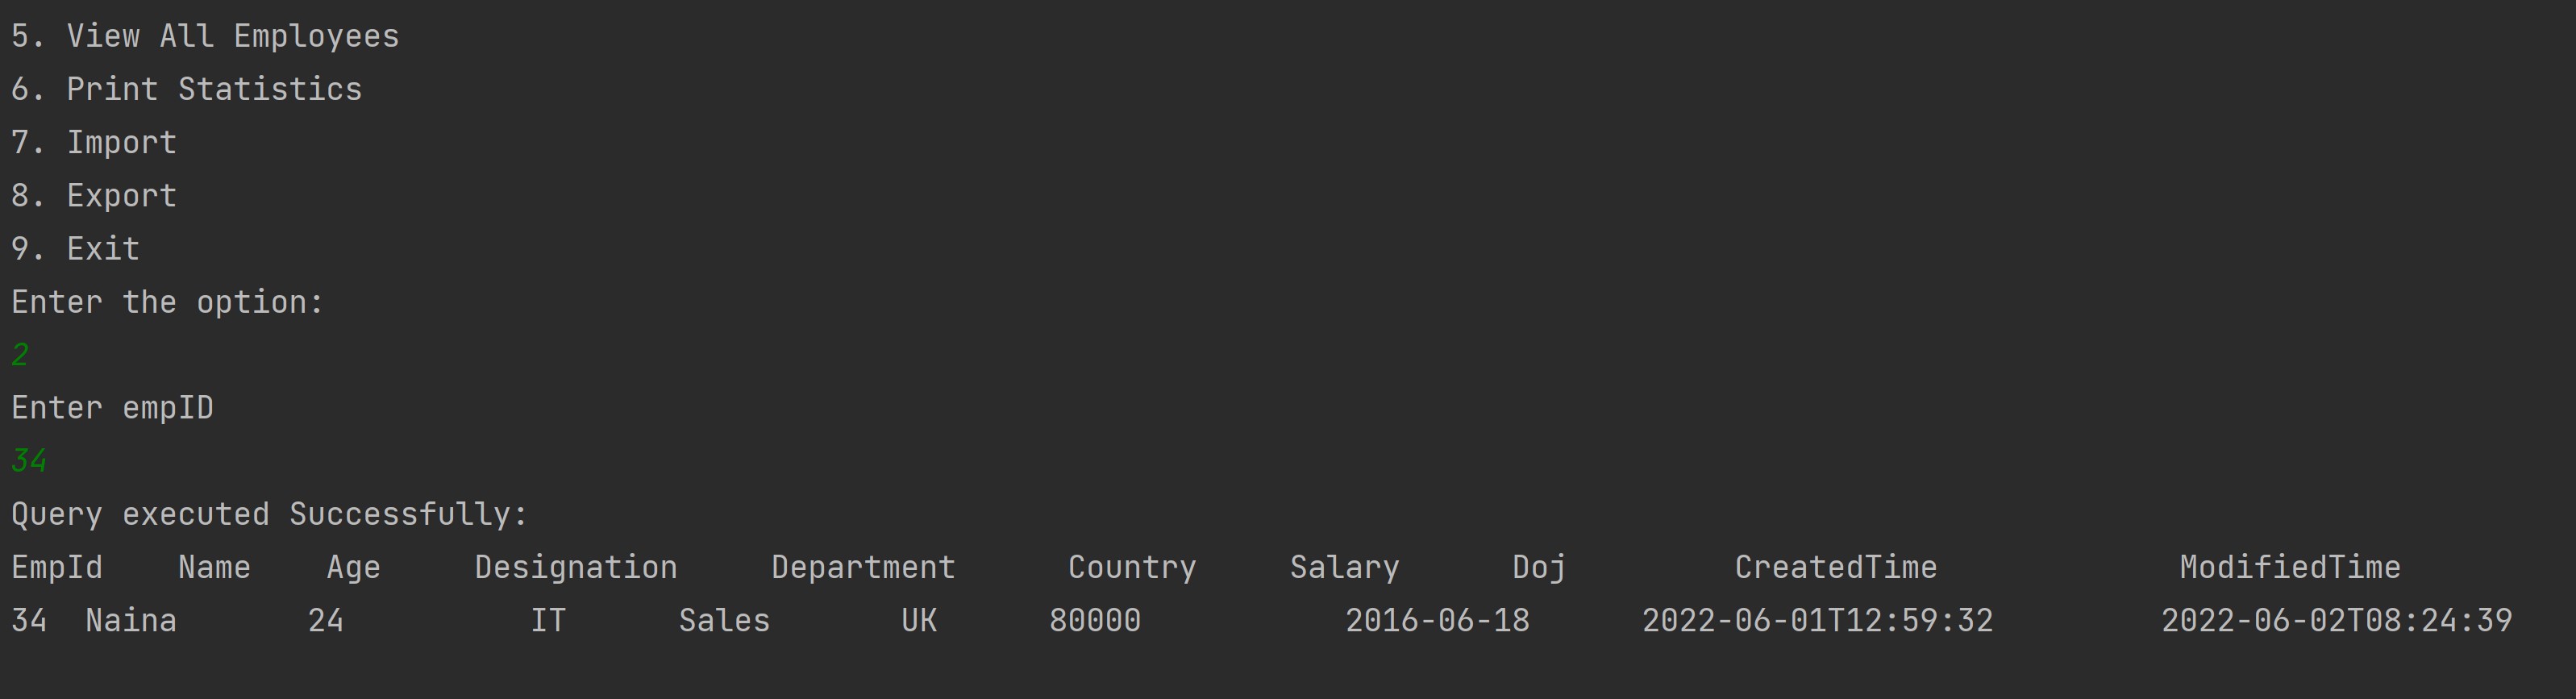 5. View All Employees
6. Print Statistics
7. Import
8. Export
9. Exit
Enter the option:
2
Enter empID
34
Query executed Successfully:
EmpId    Name    Age     Designation     Department      Country     Salary      Doj         CreatedTime             ModifiedTime
34  Naina       24          IT      Sales       UK      80000           2016-06-18      2022-06-01T12:59:32         2022-06-02T08:24:39